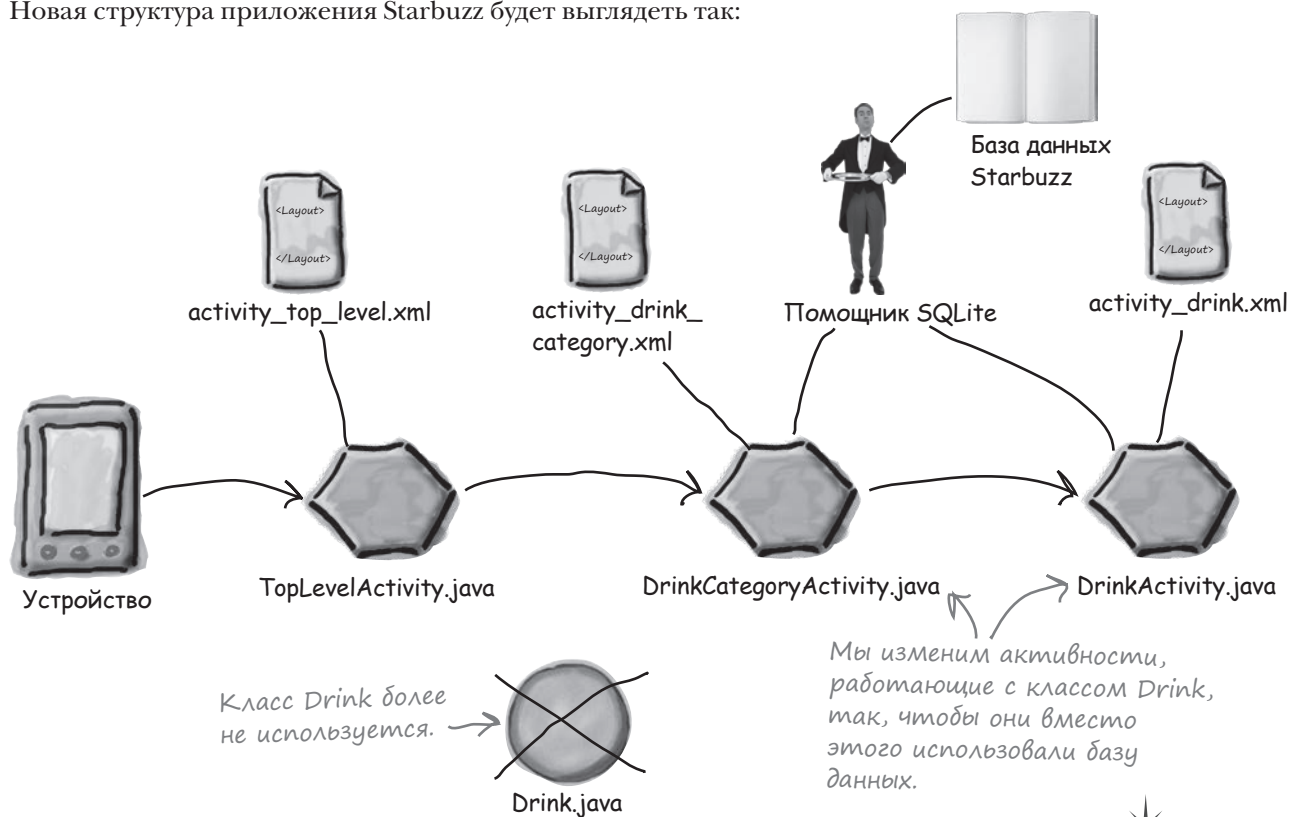 Новая структура приложения Starbuzz будет выглядеть так:
База данных
Starbuzz
<Layout>
</Layout>
activity_top_level.xml
<Layout>
</Layout>
activity_drink_
category.xml
Помощник SQLite
<Layout>
</Layout>
activity_drink.xml
Устройство
TopLevelActivity.java
DrinkCategoryActivity.java
DrinkActivity.java
Класс Drink более
не используется.
Drink.java
Мы изменим активности,
работающие с классом Drink,
так, чтобы они вместо
этого использовали базу
данных.